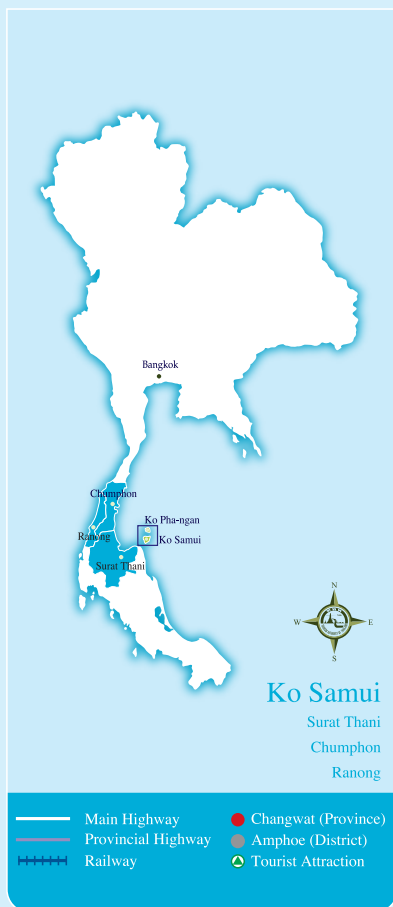 Bangkok
Chumphon
Ko Pha-ngan
Ranong
Ko Samui
Surat Thani
N
W
E
S
Ko Samui
Surat Thani
Chumphon
Ranong
Main Highway
Changwat (Province)
Provincial Highway
Amphoe (District)
Railway
Tourist Attraction